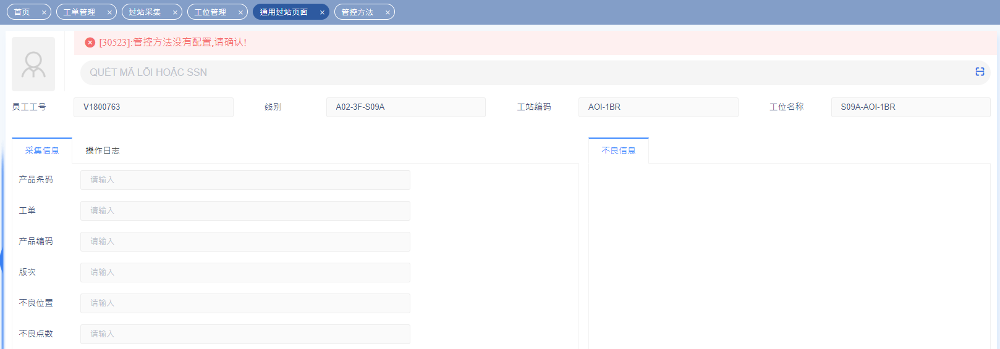 首页 × 工单管理 × 过站采集 × 工位管理 × 通用过站页面 × 管控方法 ×
[30523]:管控方法没有配置,请确认!
QUÉT MÃ LỖI HOẶC SSN
员工工号 V1800763 线别 A02-3F-S09A 工站编码 AOI-1BR 工位名称 S09A-AOI-1BR
采集信息 操作日志 不良信息
产品条码 请输入
工单 请输入
产品编码 请输入
版次 请输入
不良位置 请输入
不良点数 请输入